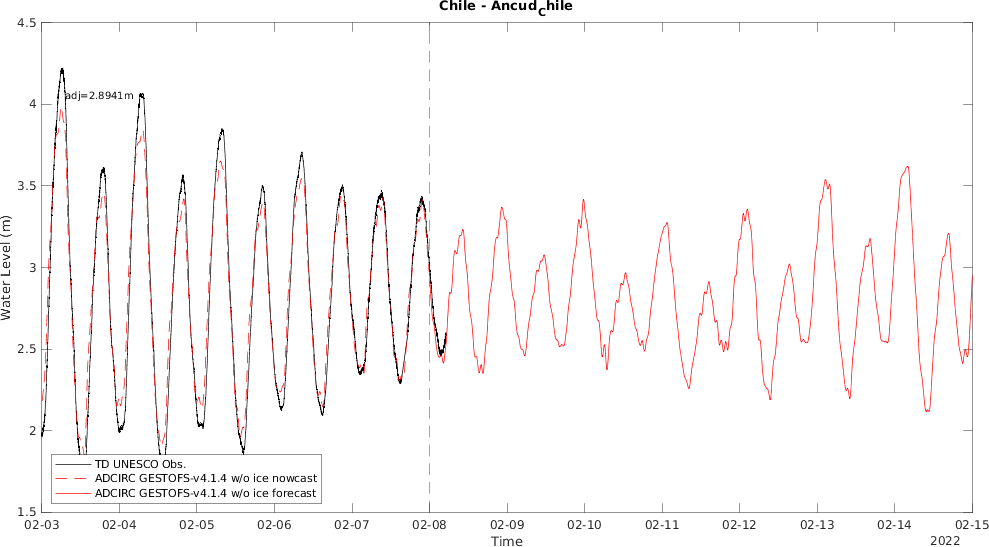 Chile - Ancud_Chile
4.5
4
3.5
3
2.5
2
1.5
Water Level (m)
adj=2.8941m
TD UNESCO Obs.
ADCIRC GESTOFS-v4.1.4 w/o ice nowcast
ADCIRC GESTOFS-v4.1.4 w/o ice forecast
02-03 02-04 02-05 02-06 02-07 02-08 02-09 02-10 02-11 02-12 02-13 02-14 02-15
Time
2022